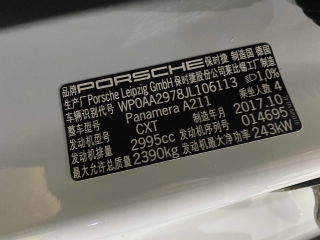 品牌 PORSCHE 保时捷 制造国 德国
生产厂 Porsche Leipzig GmbH 保时捷股份公司莱比锡工厂制造
车辆识别代号 WP0AA2978JL106113 10%
整车型号 Panamera A211 乘坐人数 4
发动机型号 CXT 制造年月 2017.10
发动机排量 2995cc 发动机序列号 014695
最大允许总质量 2390kg 发动机最大净功率 243kW